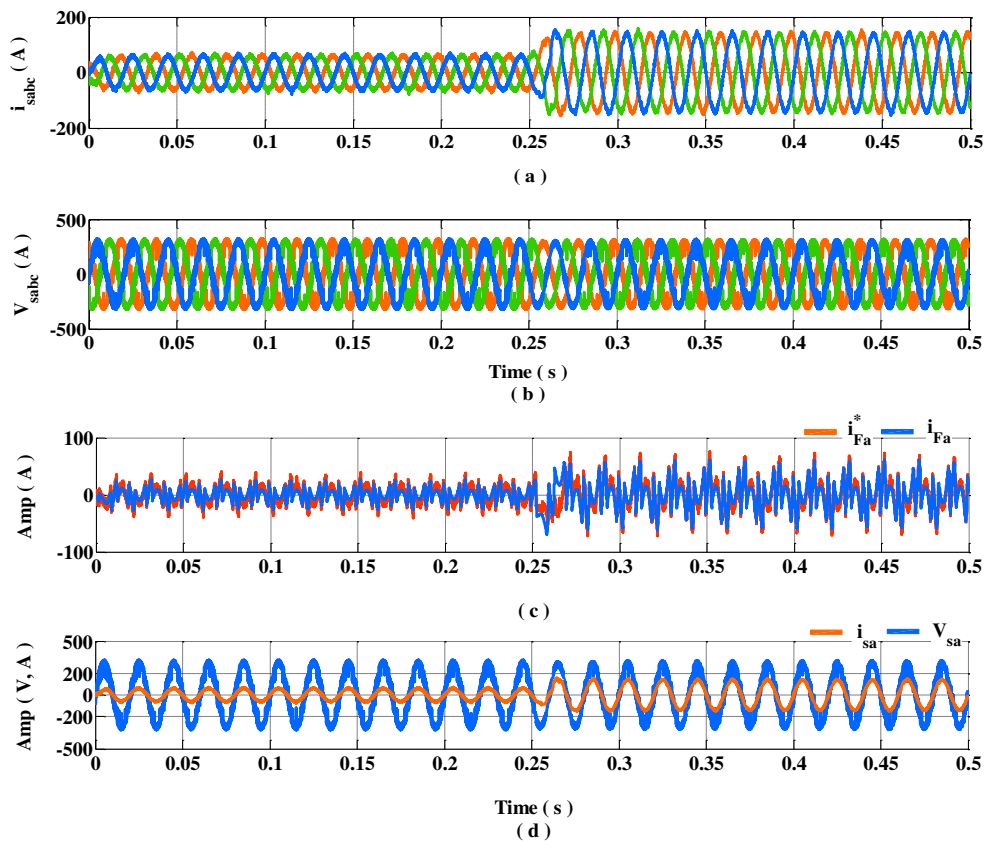 i_sabc ( A )
200
0
-200
0 0.05 0.1 0.15 0.2 0.25 0.3 0.35 0.4 0.45 0.5
( a )
V_sabc ( A )
500
0
-500
0 0.05 0.1 0.15 0.2 0.25 0.3 0.35 0.4 0.45 0.5
Time ( s )
( b )
i*_Fa i_Fa
Amp ( A )
100
0
-100
0 0.05 0.1 0.15 0.2 0.25 0.3 0.35 0.4 0.45 0.5
( c )
i_sa V_sa
Amp ( V, A )
500
200
0
-200
-500
0 0.05 0.1 0.15 0.2 0.25 0.3 0.35 0.4 0.45 0.5
Time ( s )
( d )